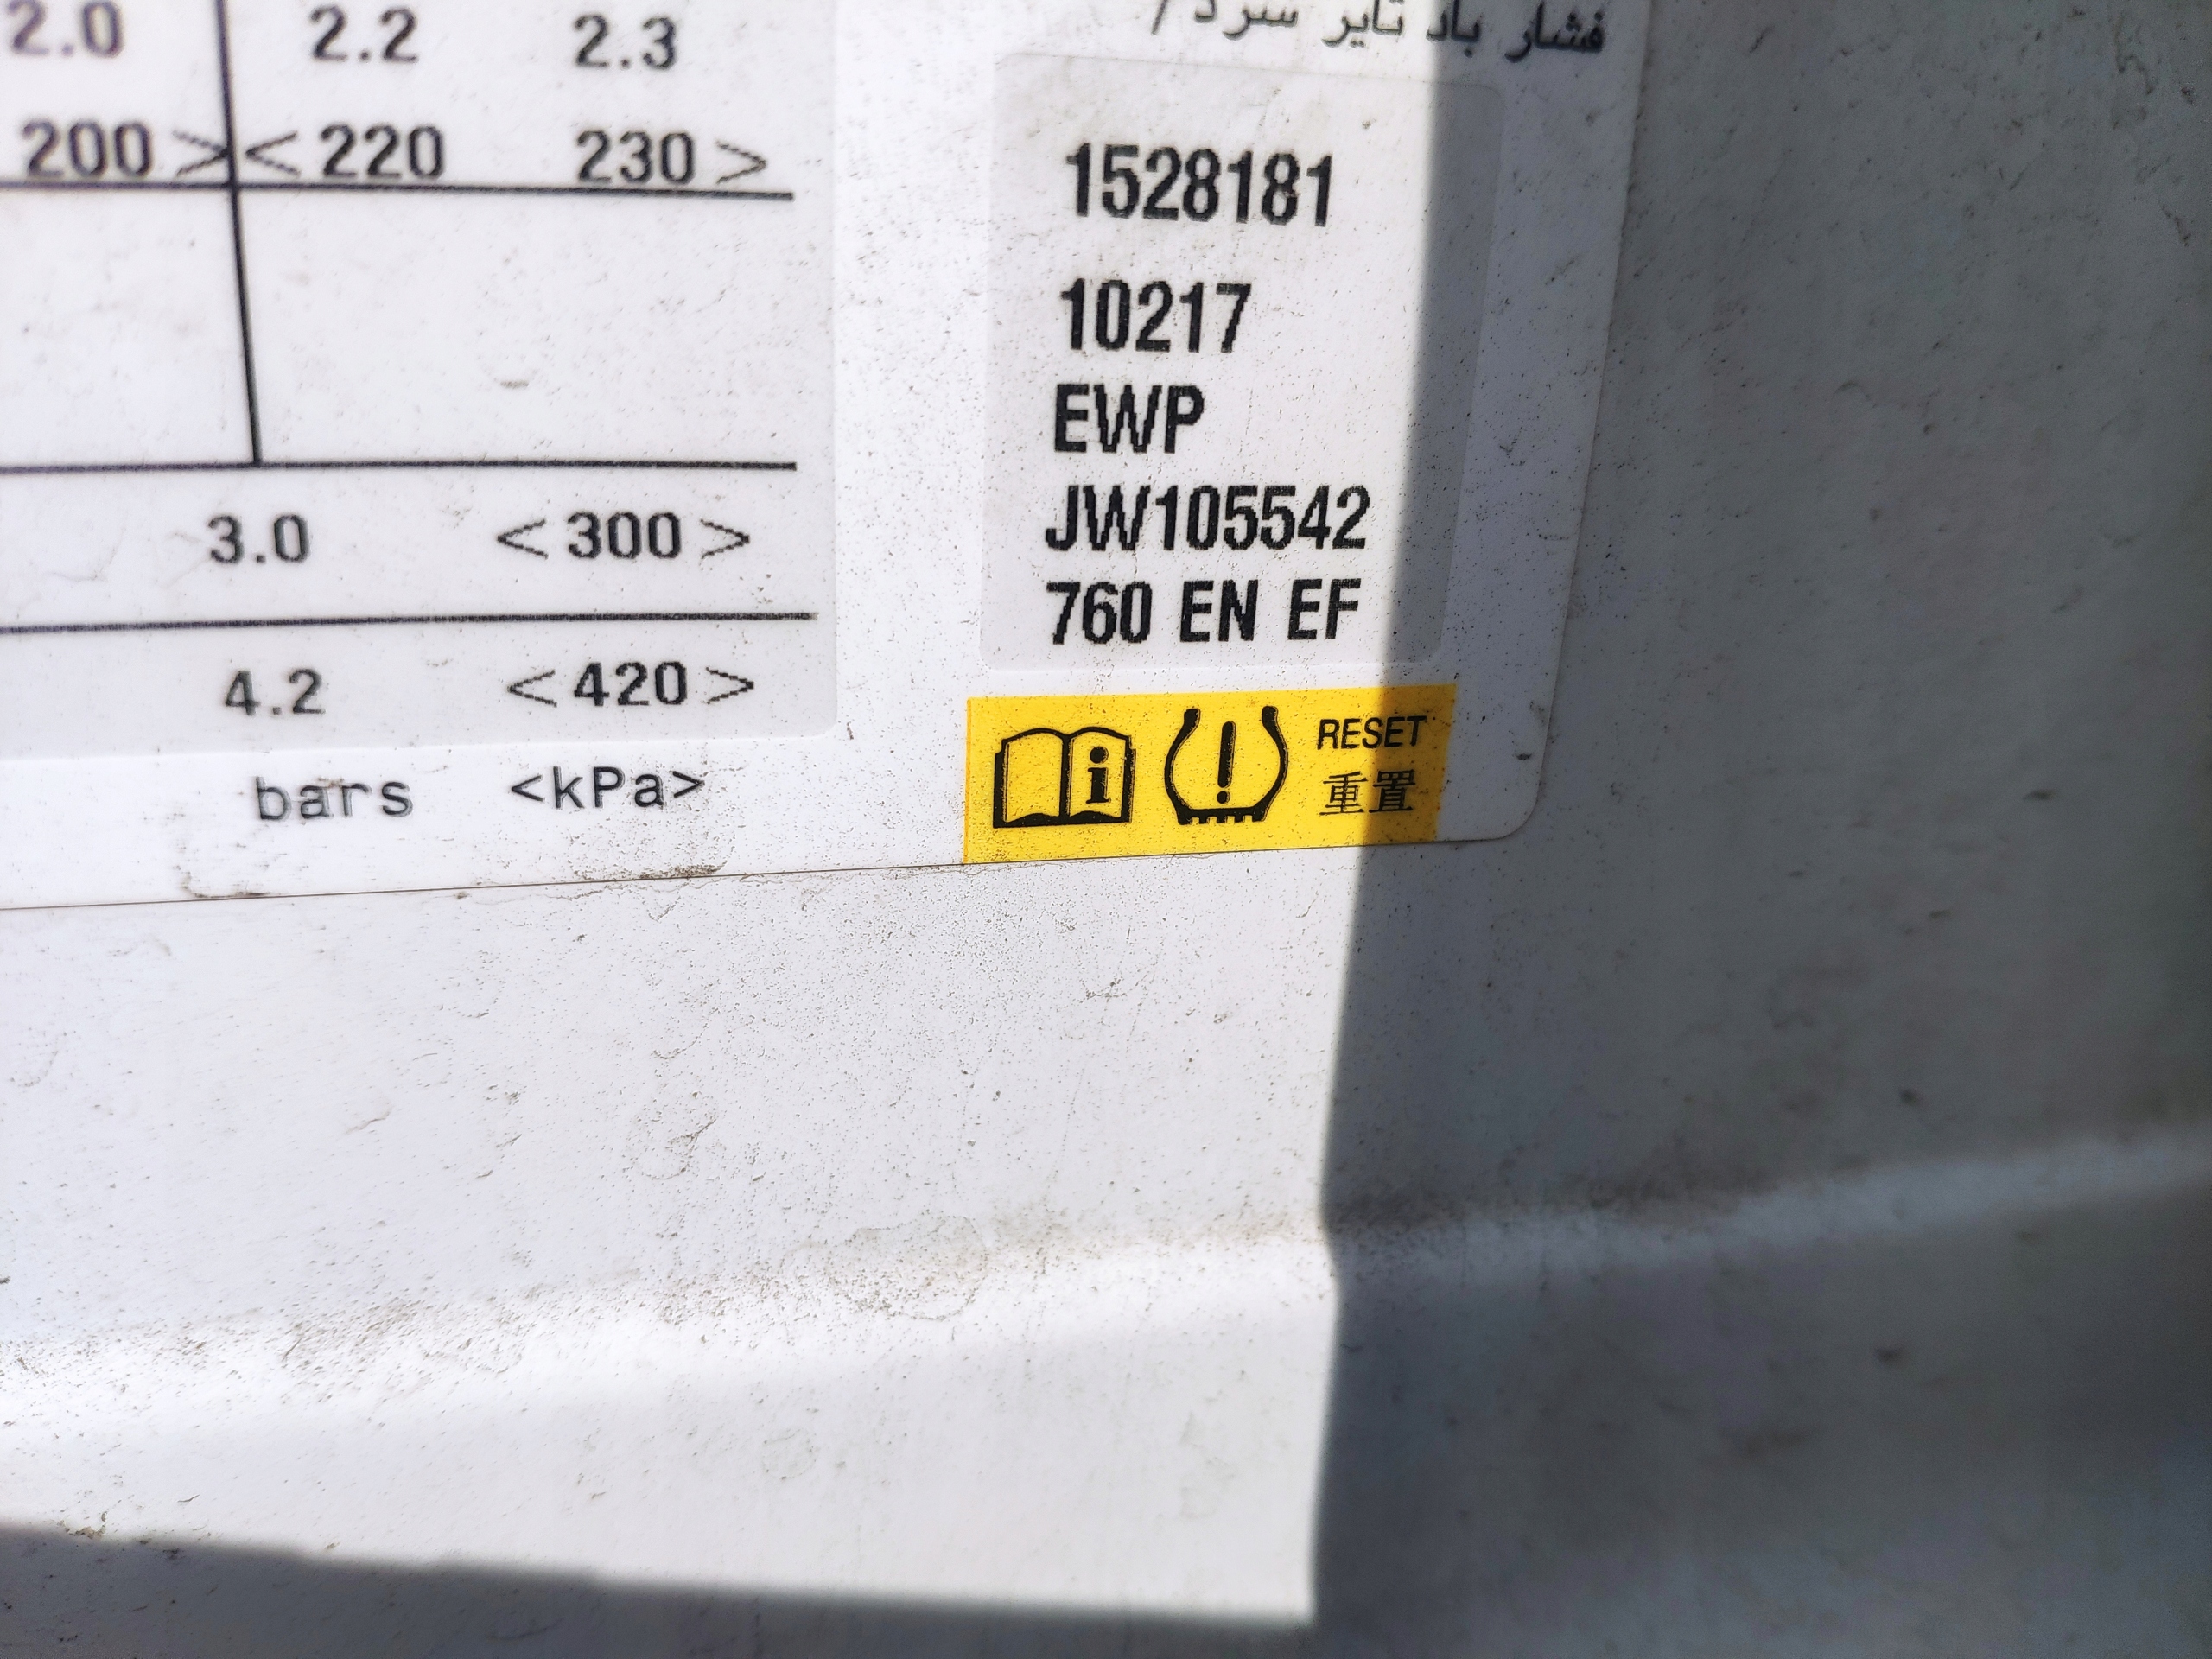 2.0 2.2 2.3
200> <220 230>
3.0 <300>
4.2 <420>
bars <kPa>
فشار باد تایر سرد /
1528181
10217
EWP
JW105542
760 EN EF
RESET
重置